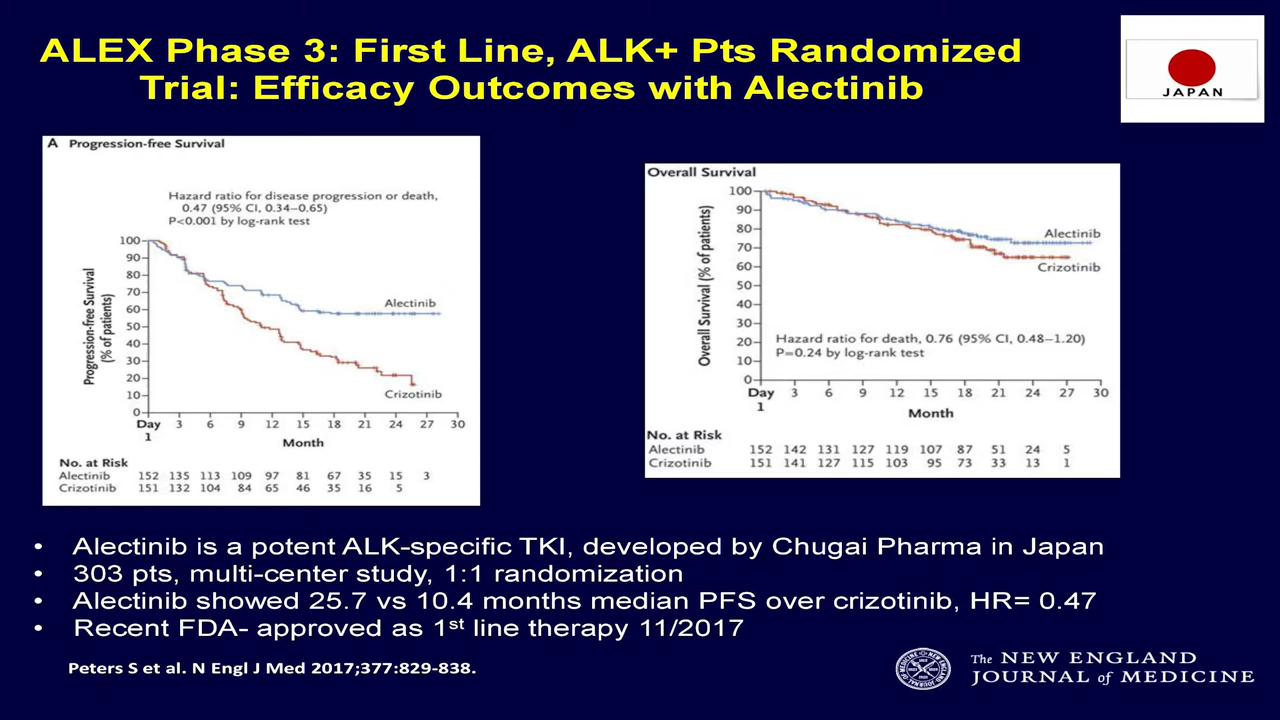 ALEX Phase 3: First Line, ALK+ Pts Randomized
Trial: Efficacy Outcomes with Alectinib
JAPAN
A Progression-free Survival
Hazard ratio for disease progression or death,
0.47 (95% CI, 0.34–0.65)
P<0.001 by log-rank test
Progression-free Survival
(% of patients)
100
90
80
70
60
50
40
30
20
10
0
Alectinib
Crizotinib
Day 1 3 6 9 12 15 18 21 24 27 30
Month
No. at Risk
Alectinib 152 135 113 109 97 81 67 35 15 3
Crizotinib 151 132 104 84 65 46 35 16 5
Overall Survival
Overall Survival (% of patients)
100
90
80
70
60
50
40
30
20
10
0
Alectinib
Crizotinib
Hazard ratio for death, 0.76 (95% CI, 0.48–1.20)
P=0.24 by log-rank test
Day 1 3 6 9 12 15 18 21 24 27 30
Month
No. at Risk
Alectinib 152 142 131 127 119 107 87 51 24 5
Crizotinib 151 141 127 115 103 95 73 33 13 1
• Alectinib is a potent ALK-specific TKI, developed by Chugai Pharma in Japan
• 303 pts, multi-center study, 1:1 randomization
• Alectinib showed 25.7 vs 10.4 months median PFS over crizotinib, HR= 0.47
• Recent FDA- approved as 1st line therapy 11/2017
Peters S et al. N Engl J Med 2017;377:829-838.
The NEW ENGLAND
JOURNAL of MEDICINE